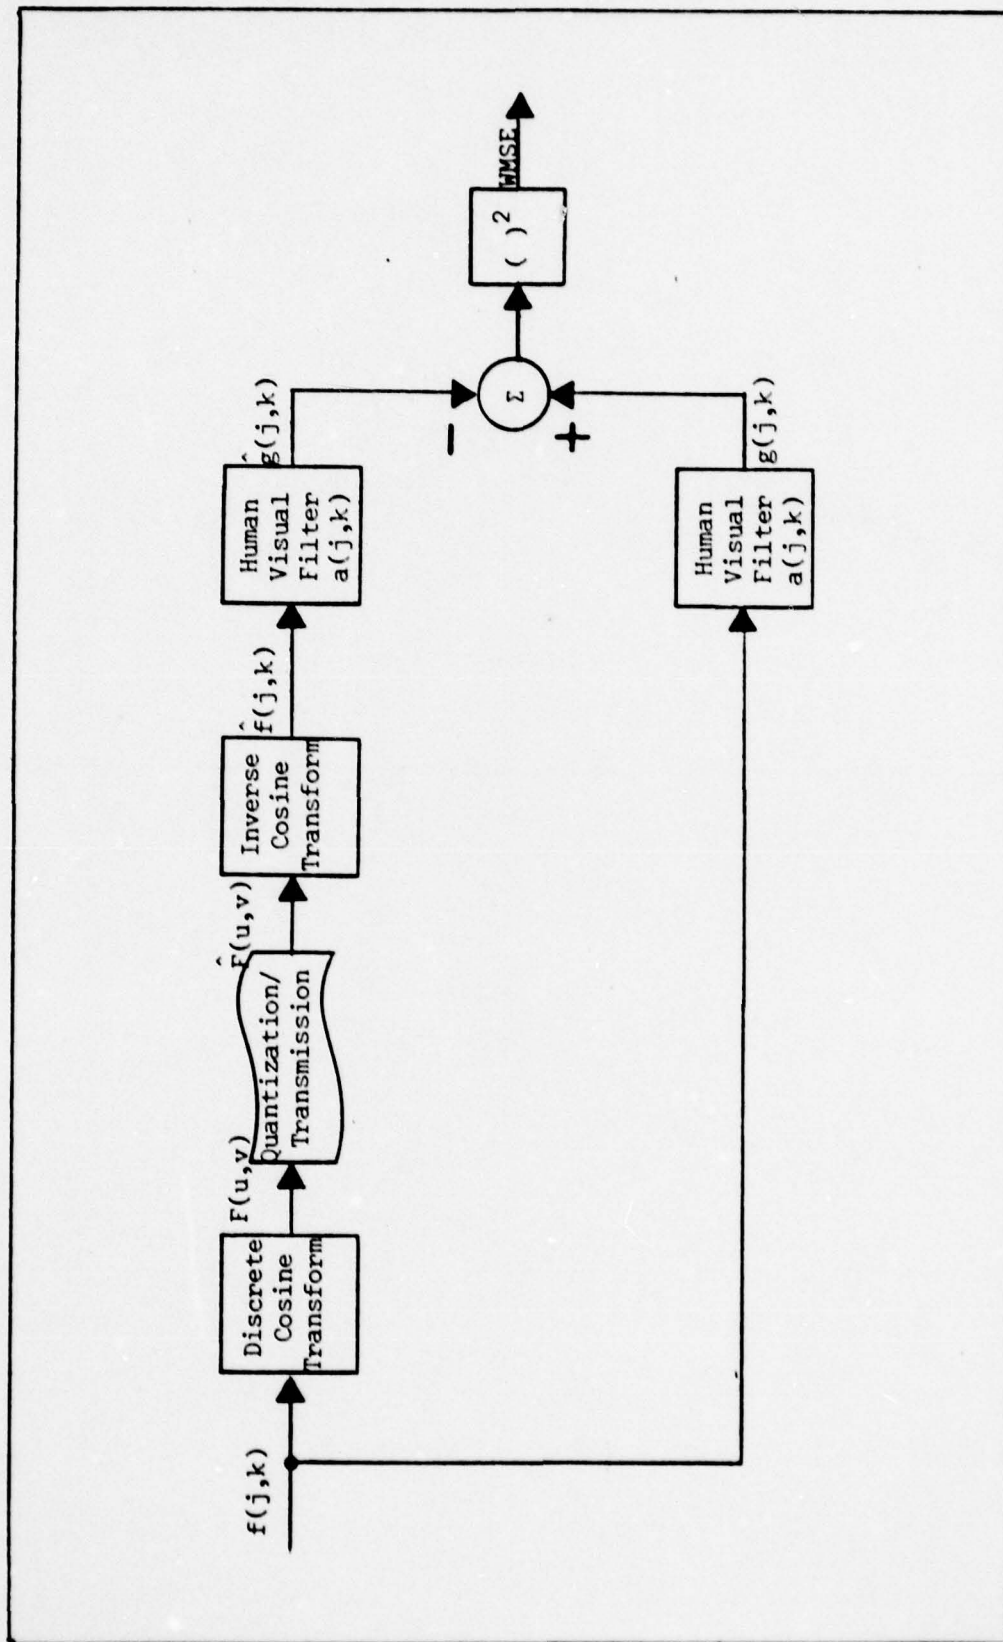 f(j,k)
Discrete
Cosine
Transform
F(u,v)
Quantization/
Transmission
F̂(u,v)
Inverse
Cosine
Transform
f̂(j,k)
Human
Visual
Filter
a(j,k)
ĝ(j,k)
−
Σ
+
( )²
WMSE
Human
Visual
Filter
a(j,k)
g(j,k)